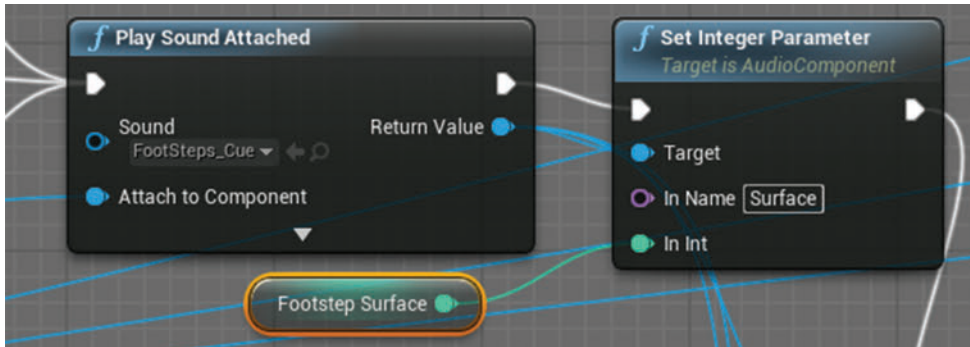 f Play Sound Attached
Sound
FootSteps_Cue
Return Value
Attach to Component
Footstep Surface
f Set Integer Parameter
Target is AudioComponent
Target
In Name Surface
In Int